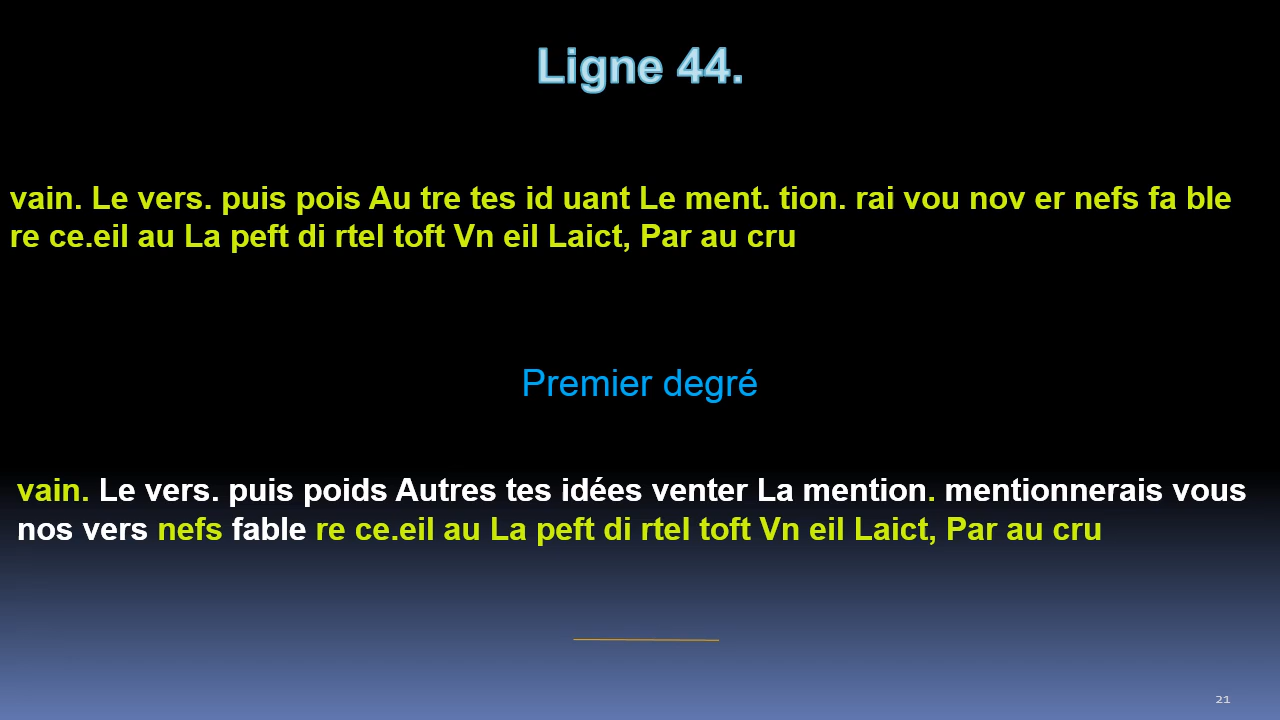 Ligne 44.
vain. Le vers. puis pois Au tre tes id uant Le ment. tion. rai vou nov er nefs fa ble
re ce.eil au La peft di rtel toft Vn eil Laict, Par au cru
Premier degré
vain. Le vers. puis poids Autres tes idées venter La mention. mentionnerais vous
nos vers nefs fable re ce.eil au La peft di rtel toft Vn eil Laict, Par au cru
21